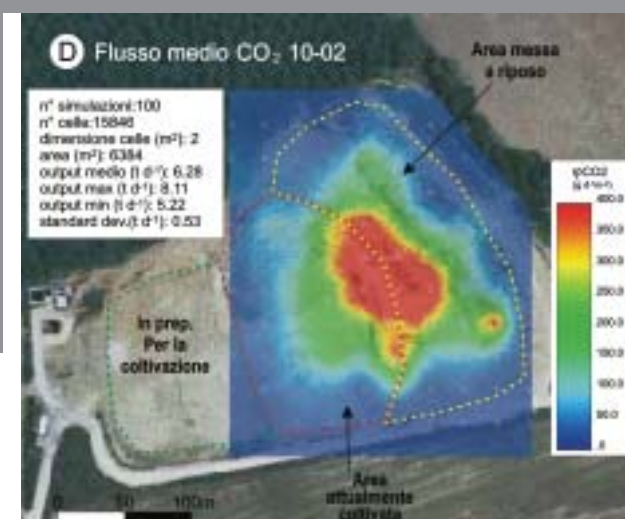 D Flusso medio CO₂ 10-02
Area messa
a riposo
n° simulazioni:100
n° celle:15846
dimensione celle (m²): 2
area (m²): 6384
output medio (t d⁻¹): 6.28
output max (t d⁻¹): 8.11
output min (t d⁻¹): 5.22
standard dev.(t d⁻¹): 0.53
φCO2
400.0
300.0
250.0
200.0
150.0
100.0
50.0
0
In prep.
Per la
coltivazione
Area
attualmente
coltivata
0 50 100m